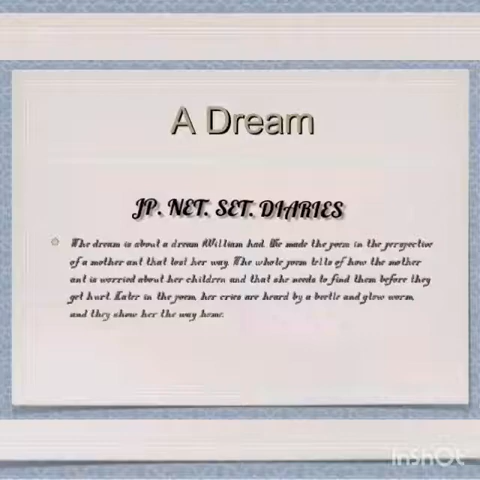 A Dream
JP. NET. SET. DIARIES
The dream is about a dream William had. He made the poem in the perspective
of a mother ant that lost her way. The whole poem tells of how the mother
ant is worried about her children and that she needs to find them before they
get hurt. Later in the poem, her cries are heard by a beetle and glow worm
and they show her the way home.
InShOt